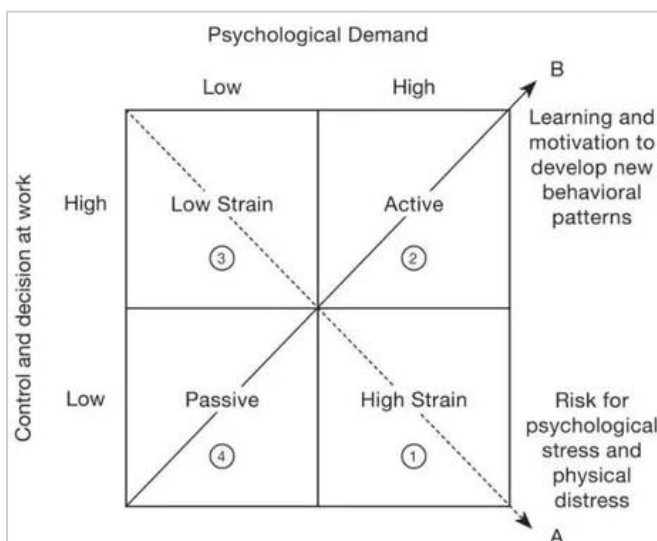 Psychological Demand
Low
High
B
Learning and
motivation to
develop new
behavioral
patterns
Control and decision at work
High
Low Strain
Active
3
2
Low
Passive
High Strain
4
1
Risk for
psychological
stress and
physical
distress
A